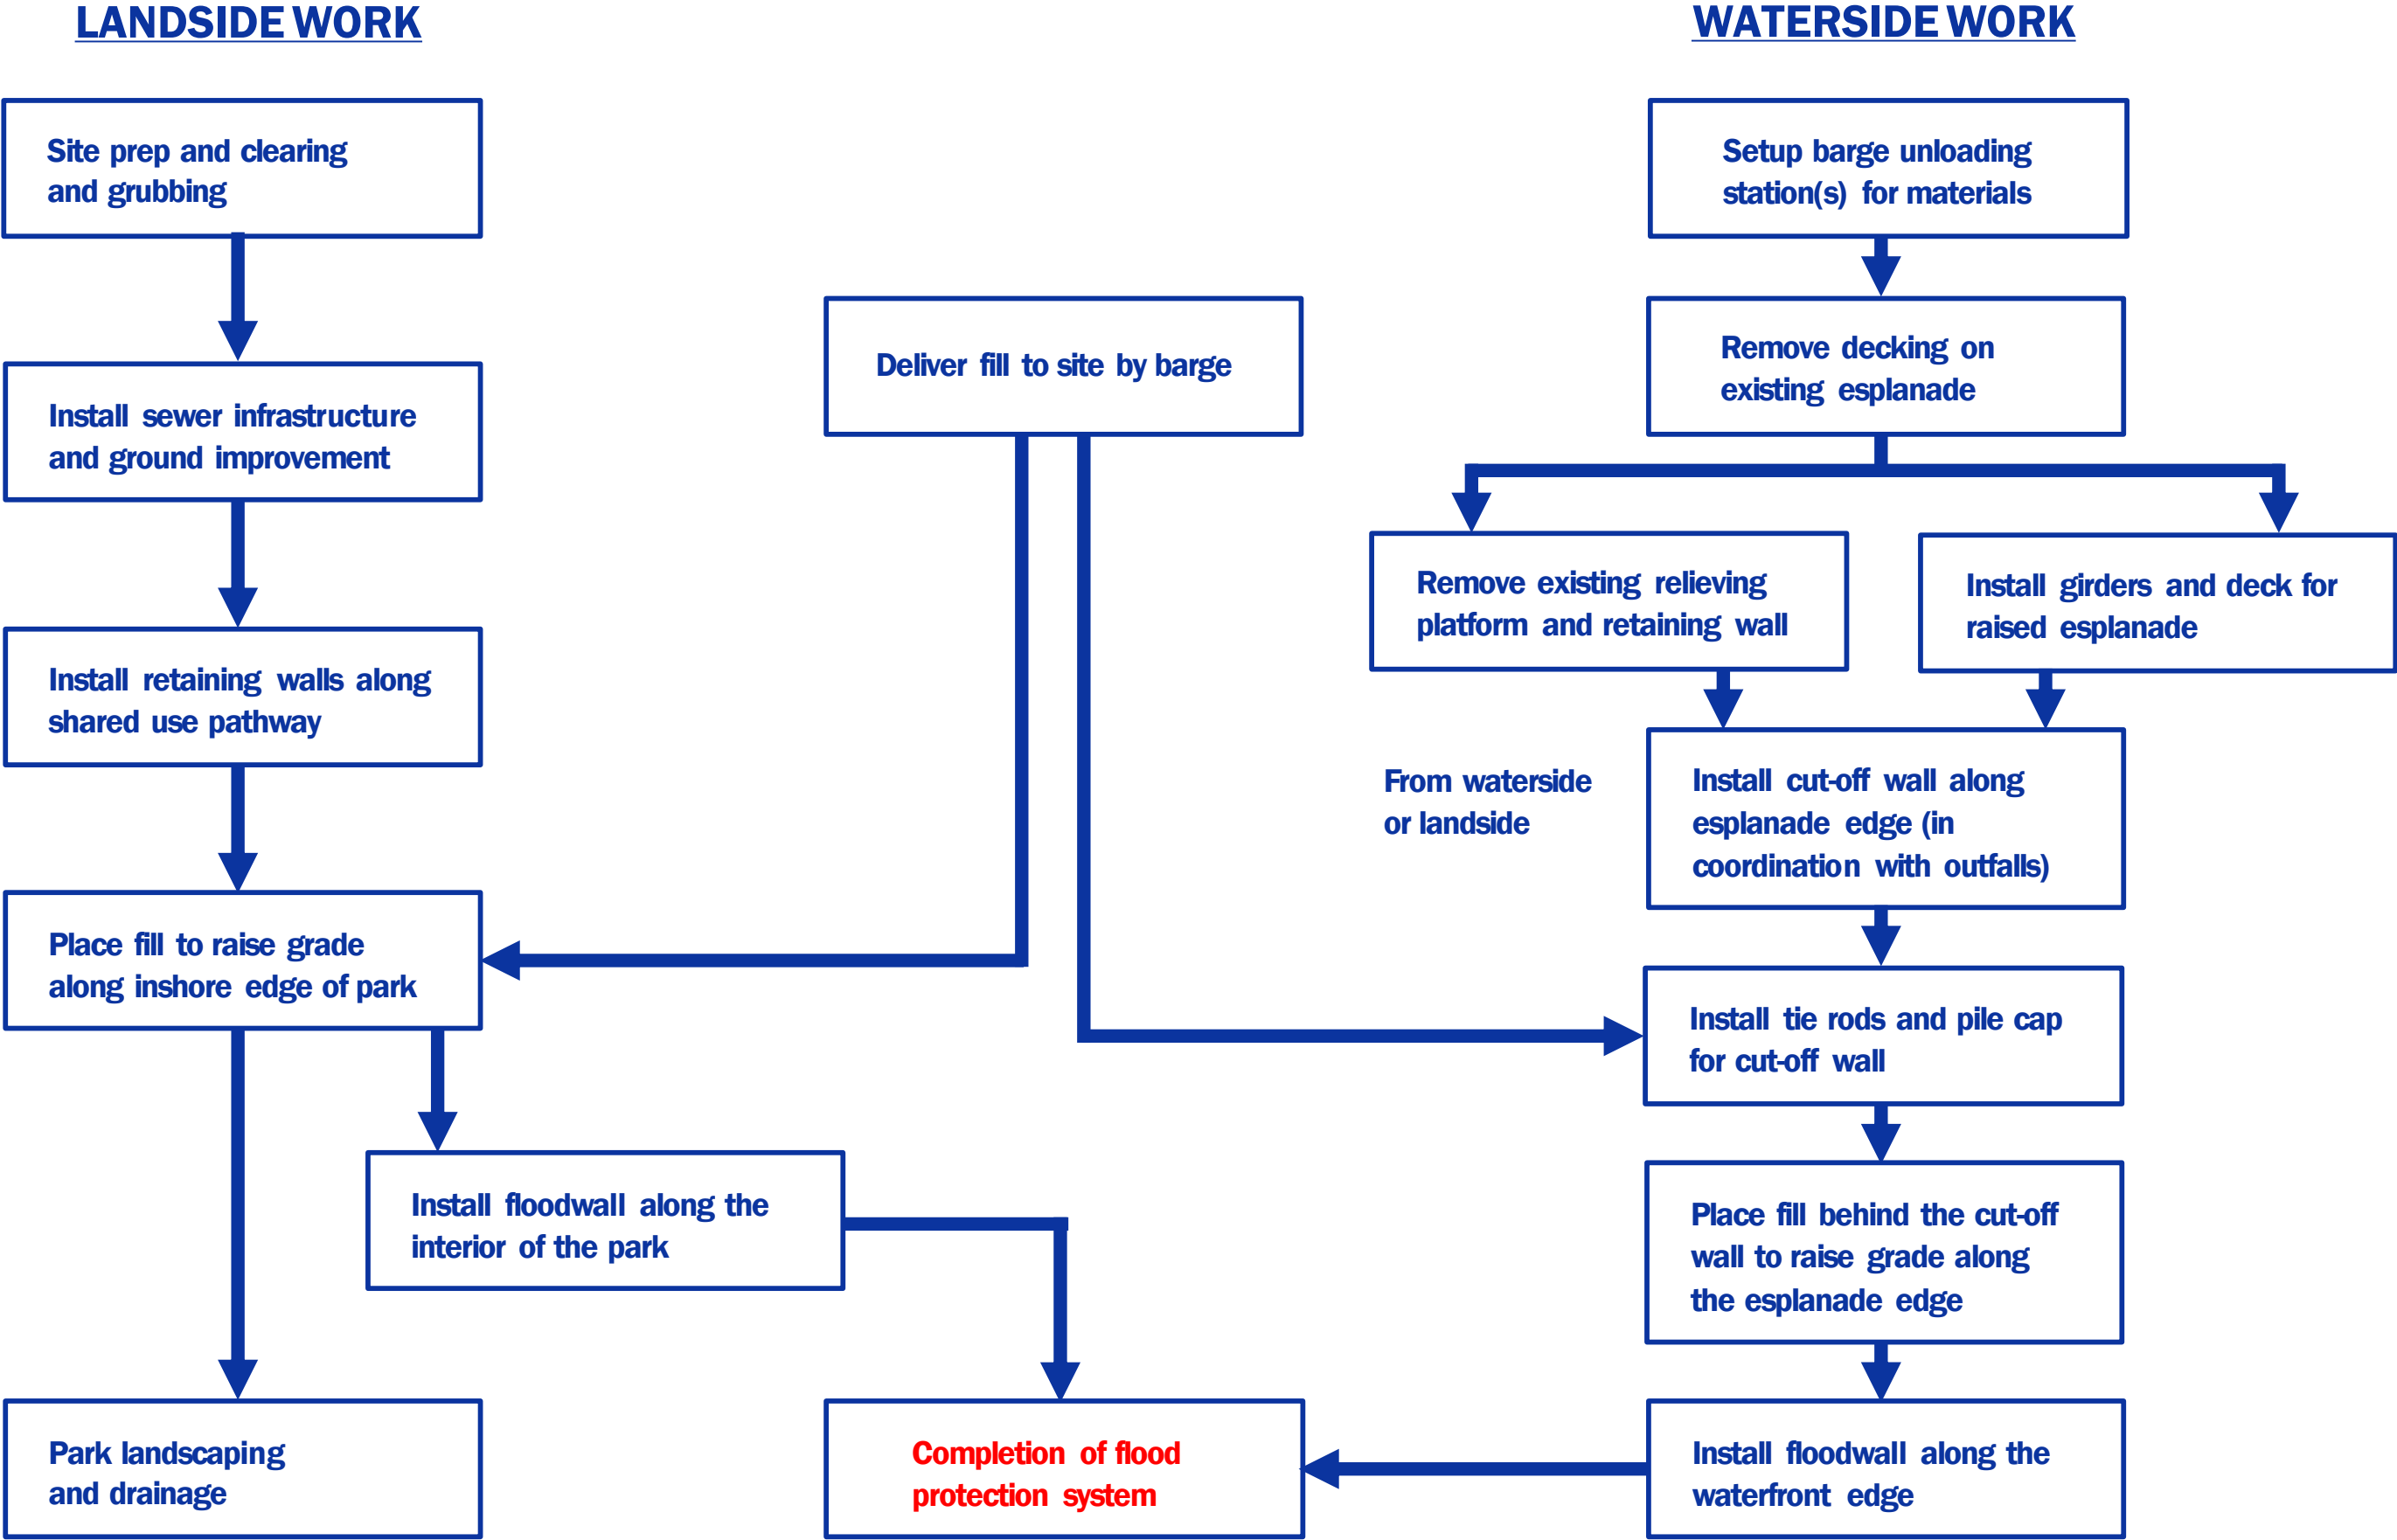 LANDSIDE WORK
WATERSIDE WORK
Site prep and clearing
and grubbing
Setup barge unloading
station(s) for materials
Deliver fill to site by barge
Remove decking on
existing esplanade
Install sewer infrastructure
and ground improvement
Remove existing relieving
platform and retaining wall
Install girders and deck for
raised esplanade
Install retaining walls along
shared use pathway
From waterside
or landside
Install cut-off wall along
esplanade edge (in
coordination with outfalls)
Place fill to raise grade
along inshore edge of park
Install tie rods and pile cap
for cut-off wall
Install floodwall along the
interior of the park
Place fill behind the cut-off
wall to raise grade along
the esplanade edge
Park landscaping
and drainage
Completion of flood
protection system
Install floodwall along the
waterfront edge